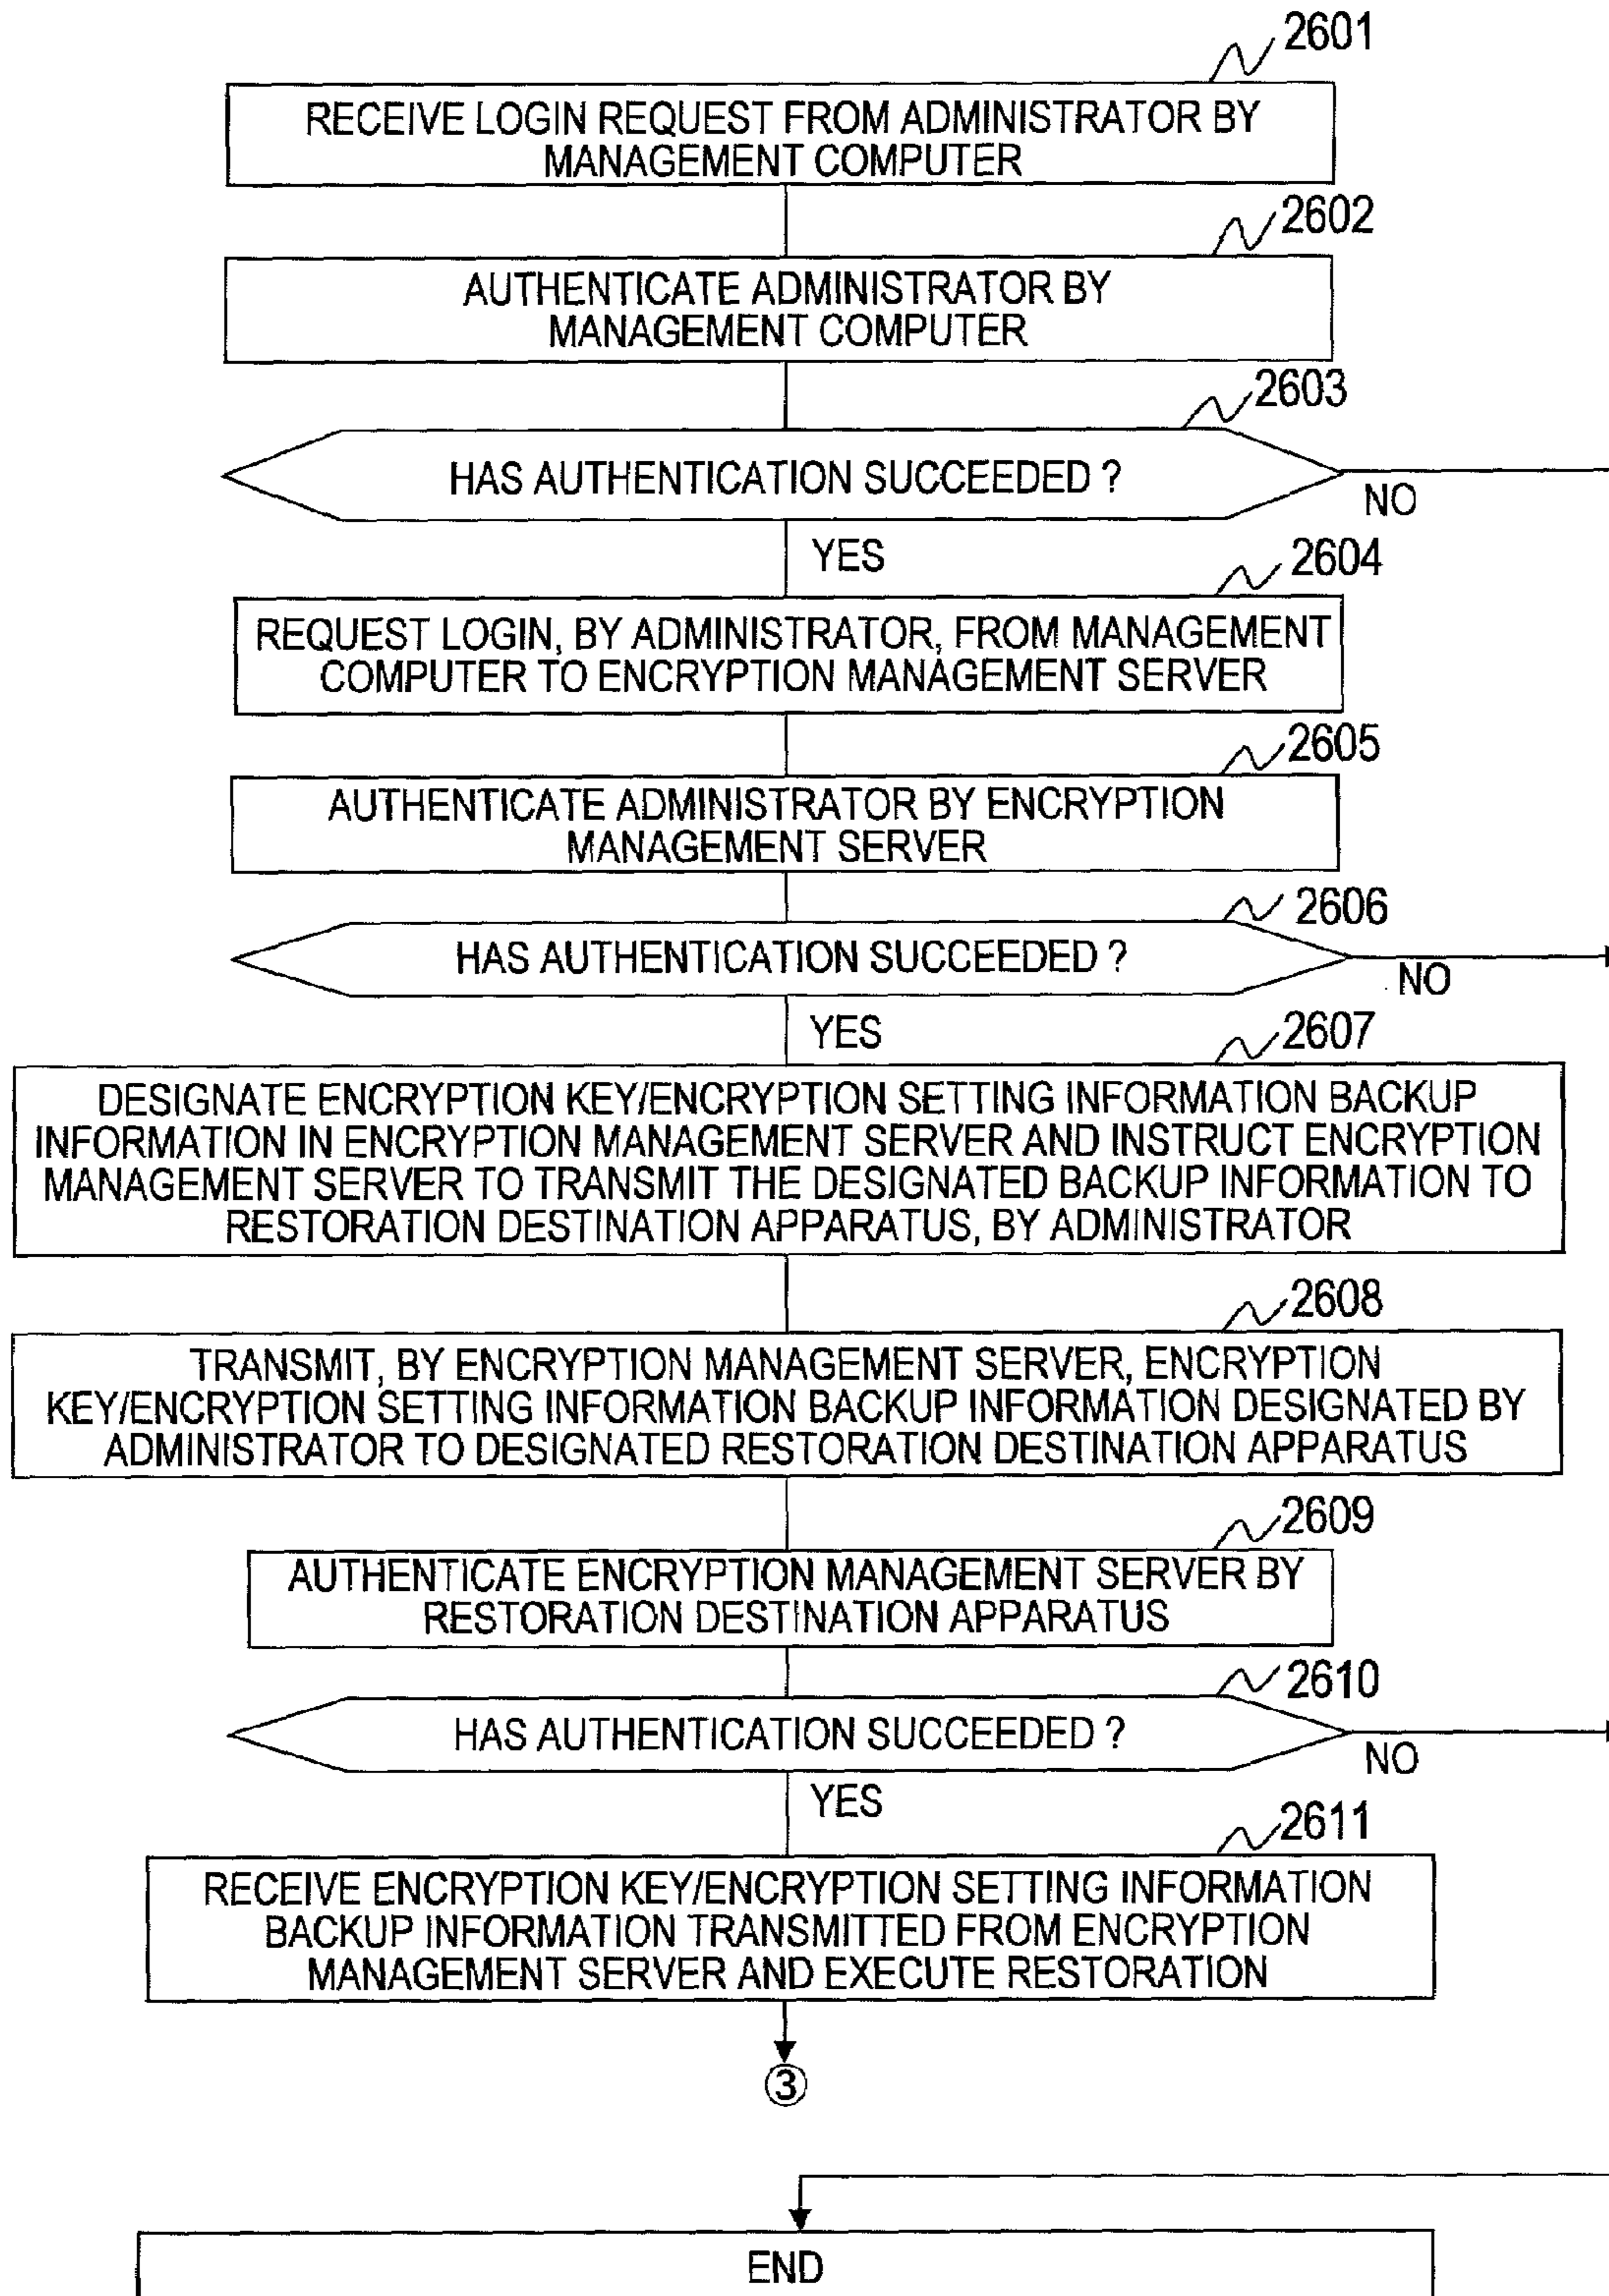 2601
RECEIVE LOGIN REQUEST FROM ADMINISTRATOR BY
MANAGEMENT COMPUTER
2602
AUTHENTICATE ADMINISTRATOR BY
MANAGEMENT COMPUTER
2603
HAS AUTHENTICATION SUCCEEDED ?
NO
YES
2604
REQUEST LOGIN, BY ADMINISTRATOR, FROM MANAGEMENT
COMPUTER TO ENCRYPTION MANAGEMENT SERVER
2605
AUTHENTICATE ADMINISTRATOR BY ENCRYPTION
MANAGEMENT SERVER
2606
HAS AUTHENTICATION SUCCEEDED ?
NO
YES
2607
DESIGNATE ENCRYPTION KEY/ENCRYPTION SETTING INFORMATION BACKUP
INFORMATION IN ENCRYPTION MANAGEMENT SERVER AND INSTRUCT ENCRYPTION
MANAGEMENT SERVER TO TRANSMIT THE DESIGNATED BACKUP INFORMATION TO
RESTORATION DESTINATION APPARATUS, BY ADMINISTRATOR
2608
TRANSMIT, BY ENCRYPTION MANAGEMENT SERVER, ENCRYPTION
KEY/ENCRYPTION SETTING INFORMATION BACKUP INFORMATION DESIGNATED BY
ADMINISTRATOR TO DESIGNATED RESTORATION DESTINATION APPARATUS
2609
AUTHENTICATE ENCRYPTION MANAGEMENT SERVER BY
RESTORATION DESTINATION APPARATUS
2610
HAS AUTHENTICATION SUCCEEDED ?
NO
YES
2611
RECEIVE ENCRYPTION KEY/ENCRYPTION SETTING INFORMATION
BACKUP INFORMATION TRANSMITTED FROM ENCRYPTION
MANAGEMENT SERVER AND EXECUTE RESTORATION
③
END